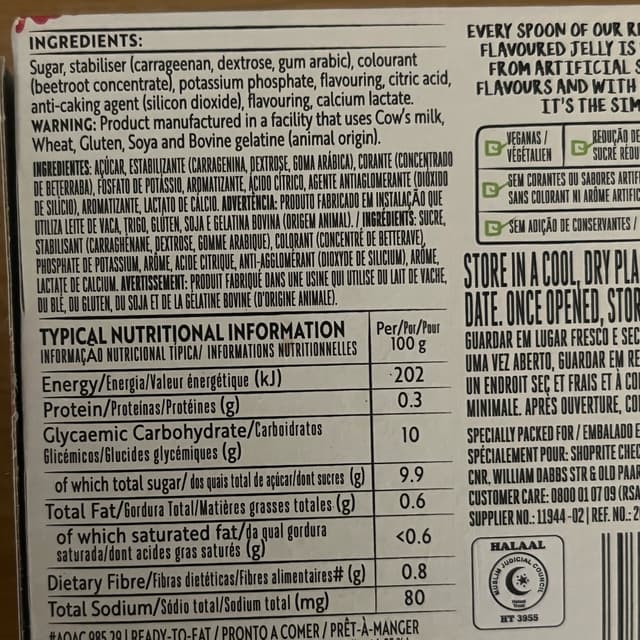 INGREDIENTS:
Sugar, stabiliser (carrageenan, dextrose, gum arabic), colourant
(beetroot concentrate), potassium phosphate, flavouring, citric acid,
anti-caking agent (silicon dioxide), flavouring, calcium lactate.
WARNING: Product manufactured in a facility that uses Cow's milk,
Wheat, Gluten, Soya and Bovine gelatine (animal origin).
INGREDIENTES: AÇÚCAR, ESTABILIZANTE (CARRAGENINA, DEXTROSE, GOMA ARÁBICA), CORANTE (CONCENTRADO
DE BETERRABA), FOSFATO DE POTÁSSIO, AROMATIZANTE, ÁCIDO CÍTRICO, AGENTE ANTIAGLOMERANTE (DIÓXIDO
DE SILÍCIO), AROMATIZANTE, LACTATO DE CÁLCIO. ADVERTÊNCIA: PRODUTO FABRICADO EM INSTALAÇÃO QUE
UTILIZA LEITE DE VACA, TRIGO, GLÚTEN, SOJA E GELATINA BOVINA (ORIGEM ANIMAL). / INGRÉDIENTS: SUCRE,
STABILISANT (CARRAGHÉNANE, DEXTROSE, GOMME ARABIQUE), COLORANT (CONCENTRÉ DE BETTERAVE),
PHOSPHATE DE POTASSIUM, ARÔME, ACIDE CITRIQUE, ANTI-AGGLOMÉRANT (DIOXYDE DE SILICIUM), ARÔME,
LACTATE DE CALCIUM. AVERTISSEMENT: PRODUIT FABRIQUÉ DANS UNE USINE QUI UTILISE DU LAIT DE VACHE,
DU BLÉ, DU GLUTEN, DU SOJA ET DE LA GÉLATINE BOVINE (D'ORIGINE ANIMALE).
TYPICAL NUTRITIONAL INFORMATION
INFORMAÇÃO NUTRICIONAL TÍPICA/ INFORMATIONS NUTRITIONNELLES
Per/Por/Pour
100 g
Energy/Energia/Valeur énergétique (kJ) 202
Protein/Proteínas/Protéines (g) 0.3
Glycaemic Carbohydrate/Carboidratos
Glicémicos/Glucides glycémiques (g) 10
of which total sugar/ dos quais total de açúcar/dont sucres (g) 9.9
Total Fat/Gordura Total/Matières grasses totales (g) 0.6
of which saturated fat/da qual gordura
saturada/dont acides gras saturés (g) <0.6
Dietary Fibre/Fibras dietéticas/Fibres alimentaires# (g) 0.8
Total Sodium/Sódio total/Sodium total (mg) 80
#AOAC 985.29 | READY-TO-EAT / PRONTO A COMER / PRÊT-À-MANGER
EVERY SPOON OF OUR
FLAVOURED JELLY IS
FROM ARTIFICIAL
FLAVOURS AND WITH
IT'S THE
VEGANAS /
VÉGÉTALIEN
REDUÇÃO DE
SUCRE
SEM CORANTES OU SABORES
SANS COLORANT NI ARÔME
SEM ADIÇÃO DE CONSERVANTES /
STORE IN A COOL, DRY
DATE. ONCE OPENED,
GUARDAR EM LUGAR FRESCO E
UMA VEZ ABERTO, GUARDAR EM
UN ENDROIT SEC ET FRAIS ET À
MINIMALE. APRÈS OUVERTURE,
SPECIALLY PACKED FOR / EMBALADO
SPÉCIALEMENT POUR: SHOPRITE
CNR. WILLIAM DABBS STR & OLD
CUSTOMER CARE: 0800 01 07 09 (RSA
SUPPLIER NO.: 11944-02 | REF. NO.:
HALAAL
MUSLIM JUDICIAL COUNCIL
HT 3955